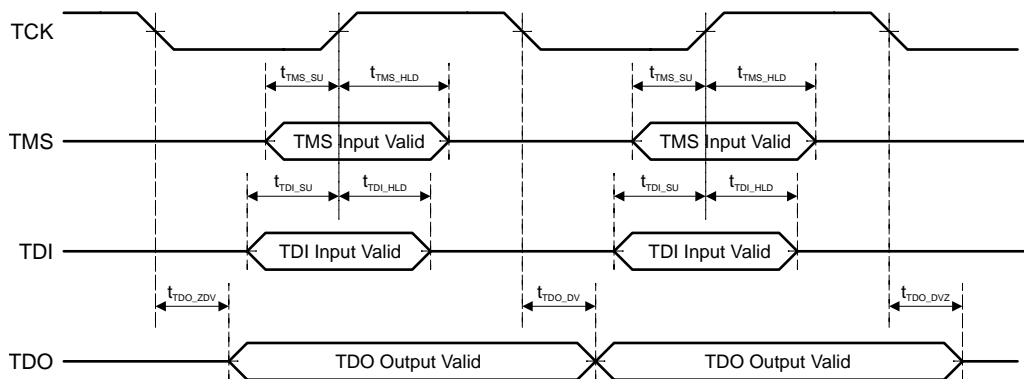 TCK
tTMS_SU tTMS_HLD tTMS_SU tTMS_HLD
TMS TMS Input Valid TMS Input Valid
tTDI_SU tTDI_HLD tTDI_SU tTDI_HLD
TDI TDI Input Valid TDI Input Valid
tTDO_ZDV tTDO_DV tTDO_DVZ
TDO TDO Output Valid TDO Output Valid